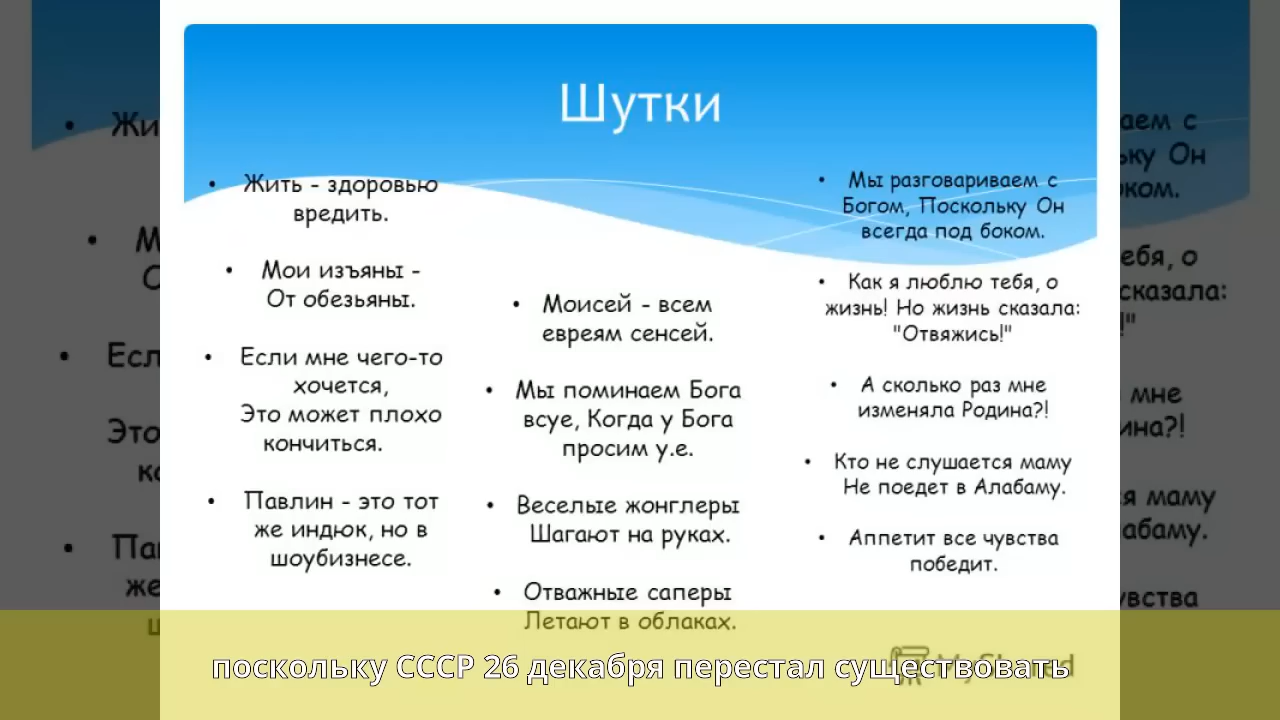 Шутки
• Жить - здоровью
вредить.
• Мои изъяны -
От обезьяны.
• Если мне чего-то
хочется,
Это может плохо
кончиться.
• Павлин - это тот
же индюк, но в
шоубизнесе.
• Моисей - всем
евреям сенсей.
• Мы поминаем Бога
всуе, Когда у Бога
просим у.е.
• Веселые жонглеры
Шагают на руках.
• Отважные саперы
Летают в облаках.
• Мы разговариваем с
Богом, Поскольку Он
всегда под боком.
• Как я люблю тебя, о
жизнь! Но жизнь сказала:
"Отвяжись!"
• А сколько раз мне
изменяла Родина?!
• Кто не слушается маму
Не поедет в Алабаму.
• Аппетит все чувства
победит.
поскольку СССР 26 декабря перестал существовать